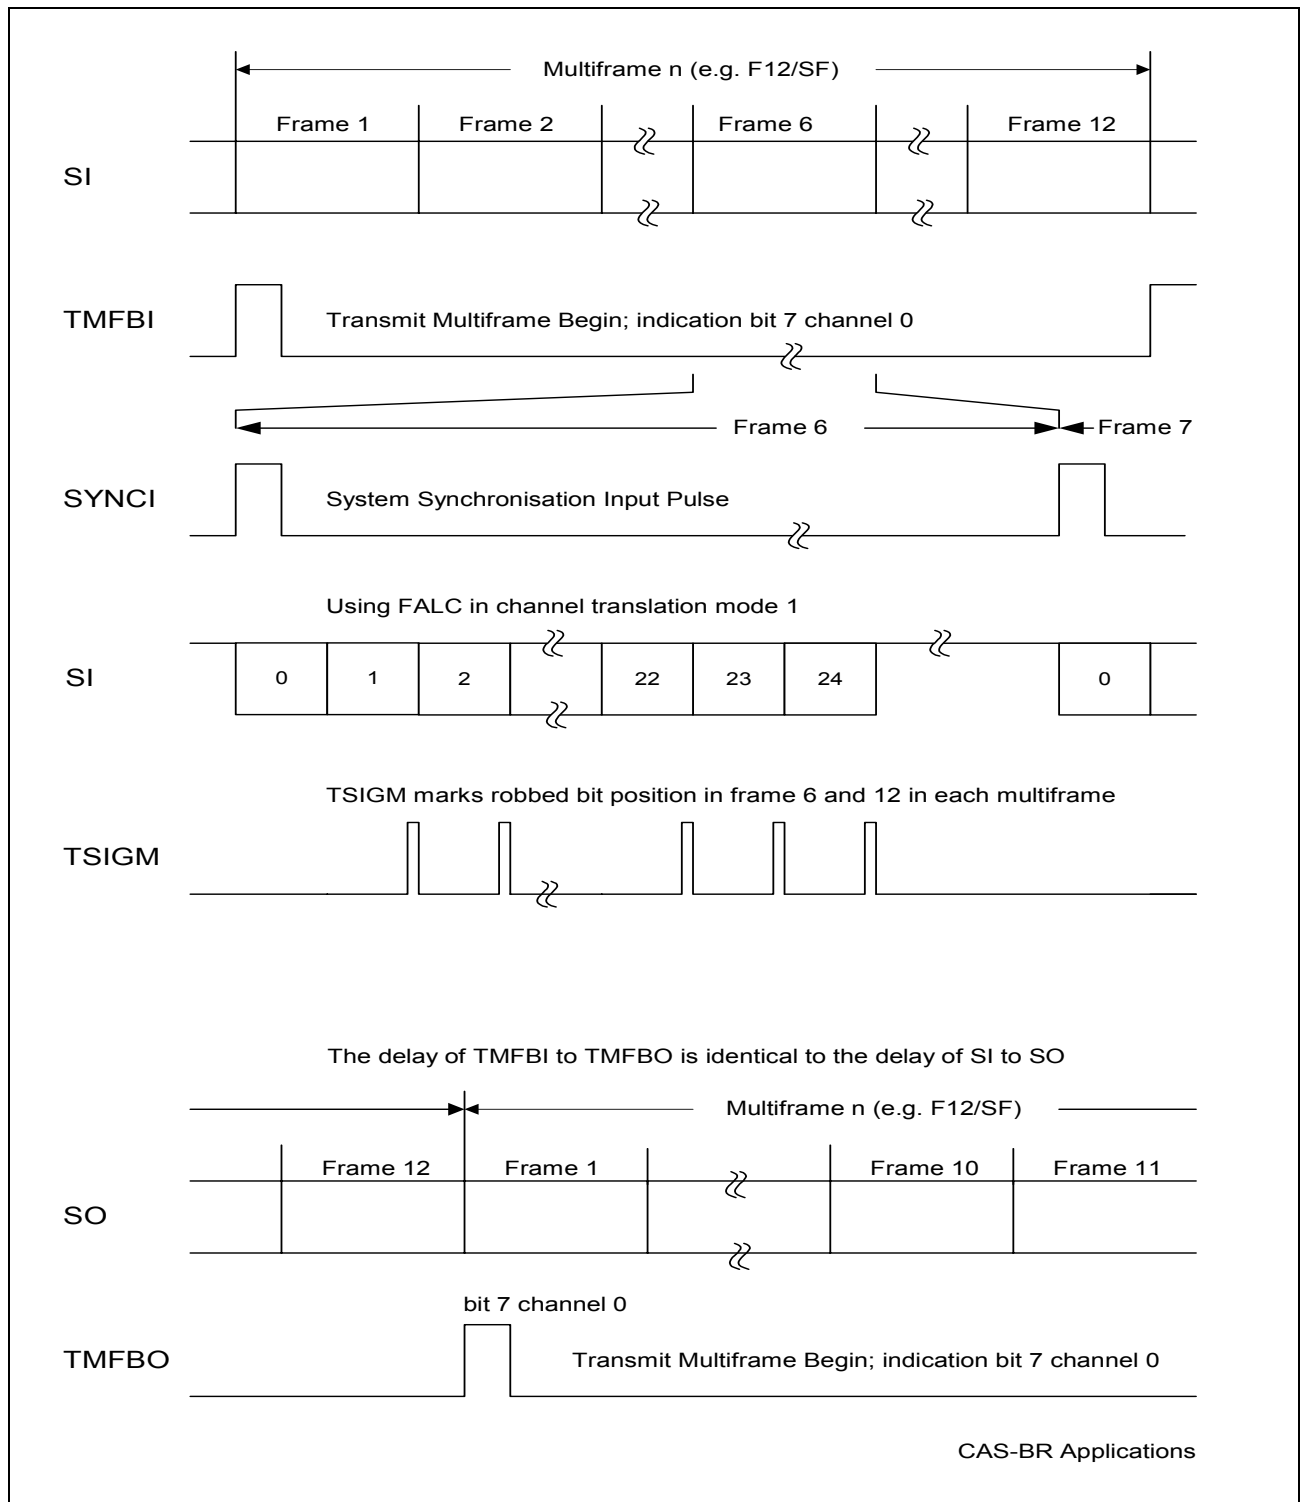 Multiframe n (e.g. F12/SF)
Frame 1 Frame 2 Frame 6 Frame 12
SI
TMFBI Transmit Multiframe Begin; indication bit 7 channel 0
Frame 6 Frame 7
SYNCI System Synchronisation Input Pulse
Using FALC in channel translation mode 1
SI 0 1 2 22 23 24 0
TSIGM marks robbed bit position in frame 6 and 12 in each multiframe
TSIGM
The delay of TMFBI to TMFBO is identical to the delay of SI to SO
Multiframe n (e.g. F12/SF)
Frame 12 Frame 1 Frame 10 Frame 11
SO
bit 7 channel 0
TMFBO Transmit Multiframe Begin; indication bit 7 channel 0
CAS-BR Applications